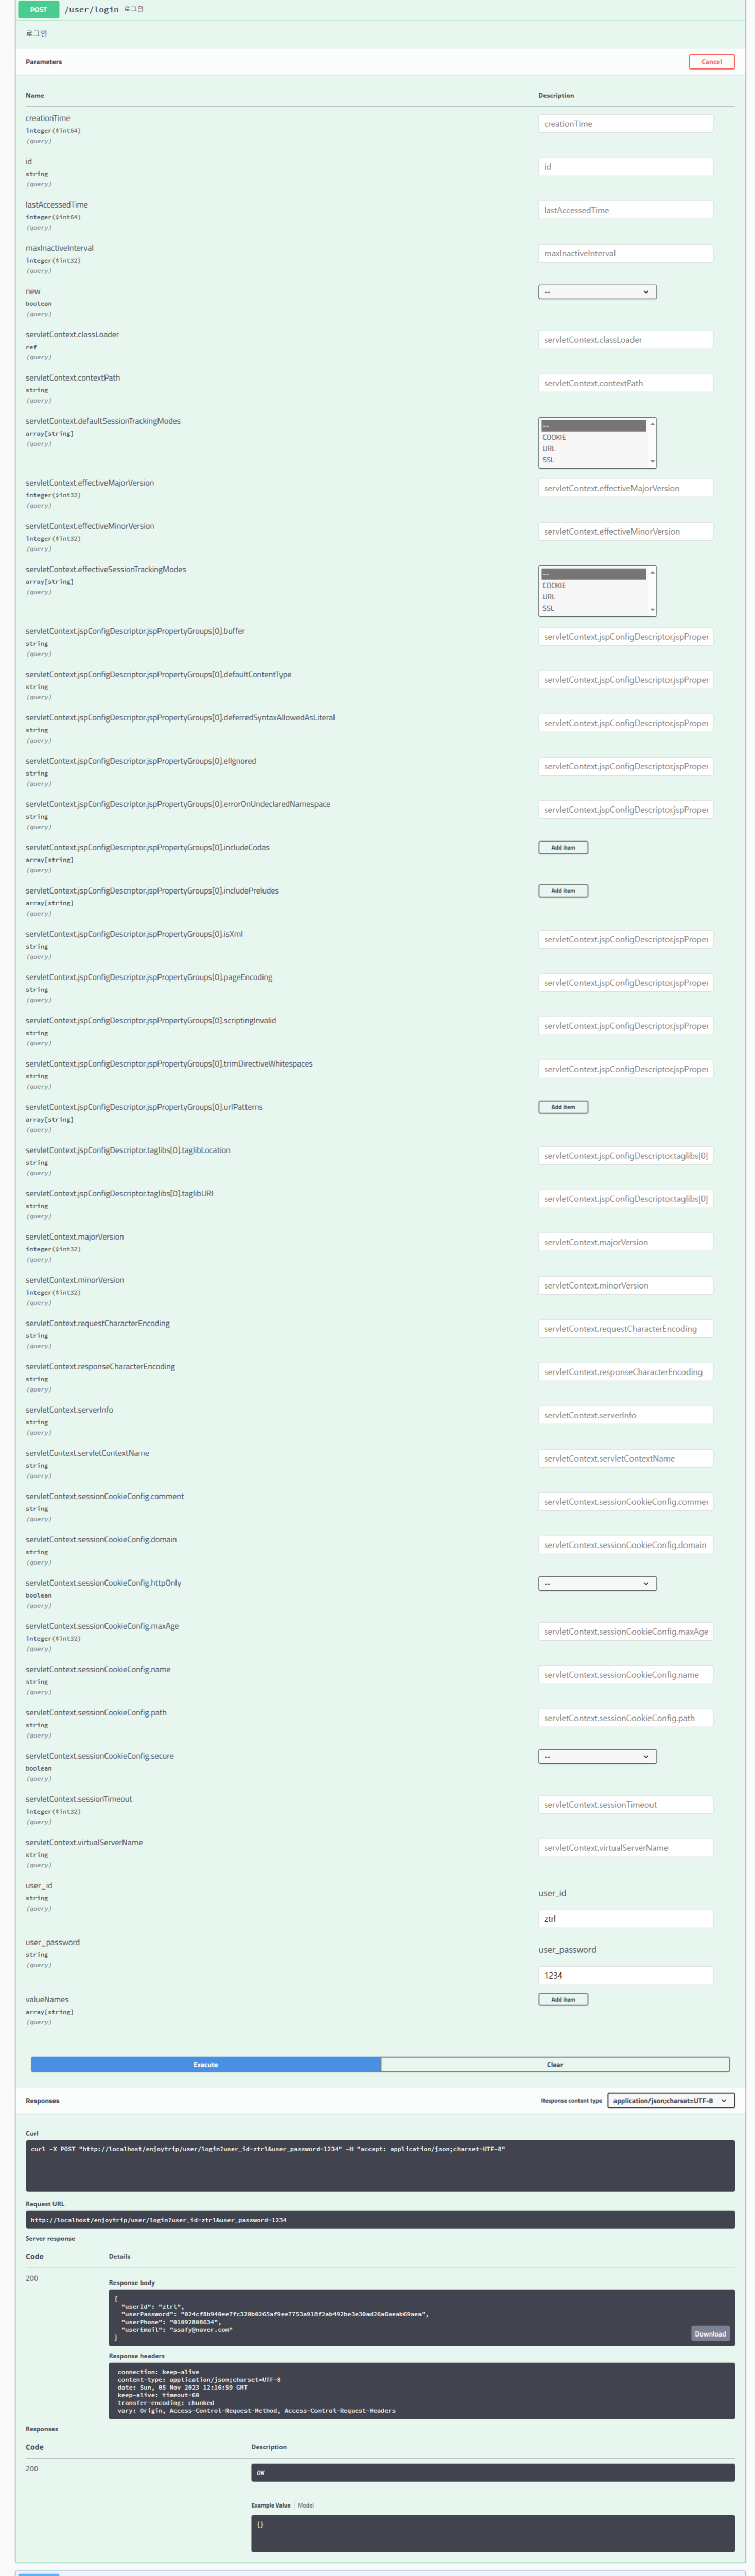 POST /user/login 로그인
로그인
Parameters
Cancel
Name Description
creationTime
integer($int64)
(query)
creationTime
id
string
(query)
id
lastAccessedTime
integer($int64)
(query)
lastAccessedTime
maxInactiveInterval
integer($int32)
(query)
maxInactiveInterval
new
boolean
(query)
--
servletContext.classLoader
ref
(query)
servletContext.classLoader
servletContext.contextPath
string
(query)
servletContext.contextPath
servletContext.defaultSessionTrackingModes
array[string]
(query)
--
COOKIE
URL
SSL
servletContext.effectiveMajorVersion
integer($int32)
(query)
servletContext.effectiveMajorVersion
servletContext.effectiveMinorVersion
integer($int32)
(query)
servletContext.effectiveMinorVersion
servletContext.effectiveSessionTrackingModes
array[string]
(query)
--
COOKIE
URL
SSL
servletContext.jspConfigDescriptor.jspPropertyGroups[0].buffer
string
(query)
servletContext.jspConfigDescriptor.jspProper
servletContext.jspConfigDescriptor.jspPropertyGroups[0].defaultContentType
string
(query)
servletContext.jspConfigDescriptor.jspProper
servletContext.jspConfigDescriptor.jspPropertyGroups[0].deferredSyntaxAllowedAsLiteral
string
(query)
servletContext.jspConfigDescriptor.jspProper
servletContext.jspConfigDescriptor.jspPropertyGroups[0].elIgnored
string
(query)
servletContext.jspConfigDescriptor.jspProper
servletContext.jspConfigDescriptor.jspPropertyGroups[0].errorOnUndeclaredNamespace
string
(query)
servletContext.jspConfigDescriptor.jspProper
servletContext.jspConfigDescriptor.jspPropertyGroups[0].includeCodas
array[string]
(query)
Add item
servletContext.jspConfigDescriptor.jspPropertyGroups[0].includePreludes
array[string]
(query)
Add item
servletContext.jspConfigDescriptor.jspPropertyGroups[0].isXml
string
(query)
servletContext.jspConfigDescriptor.jspProper
servletContext.jspConfigDescriptor.jspPropertyGroups[0].pageEncoding
string
(query)
servletContext.jspConfigDescriptor.jspProper
servletContext.jspConfigDescriptor.jspPropertyGroups[0].scriptingInvalid
string
(query)
servletContext.jspConfigDescriptor.jspProper
servletContext.jspConfigDescriptor.jspPropertyGroups[0].trimDirectiveWhitespaces
string
(query)
servletContext.jspConfigDescriptor.jspProper
servletContext.jspConfigDescriptor.jspPropertyGroups[0].urlPatterns
array[string]
(query)
Add item
servletContext.jspConfigDescriptor.taglibs[0].taglibLocation
string
(query)
servletContext.jspConfigDescriptor.taglibs[0]
servletContext.jspConfigDescriptor.taglibs[0].taglibURI
string
(query)
servletContext.jspConfigDescriptor.taglibs[0]
servletContext.majorVersion
integer($int32)
(query)
servletContext.majorVersion
servletContext.minorVersion
integer($int32)
(query)
servletContext.minorVersion
servletContext.requestCharacterEncoding
string
(query)
servletContext.requestCharacterEncoding
servletContext.responseCharacterEncoding
string
(query)
servletContext.responseCharacterEncoding
servletContext.serverInfo
string
(query)
servletContext.serverInfo
servletContext.servletContextName
string
(query)
servletContext.servletContextName
servletContext.sessionCookieConfig.comment
string
(query)
servletContext.sessionCookieConfig.commer
servletContext.sessionCookieConfig.domain
string
(query)
servletContext.sessionCookieConfig.domain
servletContext.sessionCookieConfig.httpOnly
boolean
(query)
--
servletContext.sessionCookieConfig.maxAge
integer($int32)
(query)
servletContext.sessionCookieConfig.maxAge
servletContext.sessionCookieConfig.name
string
(query)
servletContext.sessionCookieConfig.name
servletContext.sessionCookieConfig.path
string
(query)
servletContext.sessionCookieConfig.path
servletContext.sessionCookieConfig.secure
boolean
(query)
--
servletContext.sessionTimeout
integer($int32)
(query)
servletContext.sessionTimeout
servletContext.virtualServerName
string
(query)
servletContext.virtualServerName
user_id
string
(query)
user_id
ztrl
user_password
string
(query)
user_password
1234
valueNames
array[string]
(query)
Add item
Execute Clear
Responses Response content type application/json;charset=UTF-8
Curl
curl -X POST "http://localhost/enjoytrip/user/login?user_id=ztrl&user_password=1234" -H "accept: application/json;charset=UTF-8"
Request URL
http://localhost/enjoytrip/user/login?user_id=ztrl&user_password=1234
Server response
Code Details
200
Response body
{
"userId": "ztrl",
"userPassword": "024cf8b940ee7fc320b0265af9ee7753a918f2ab492be3e30ad26a6aeab69aea",
"userPhone": "01092808634",
"userEmail": "ssafy@naver.com"
}
Download
Response headers
connection: keep-alive
content-type: application/json;charset=UTF-8
date: Sun, 05 Nov 2023 12:16:59 GMT
keep-alive: timeout=60
transfer-encoding: chunked
vary: Origin, Access-Control-Request-Method, Access-Control-Request-Headers
Responses
Code Description
200
OK
Example Value Model
{}